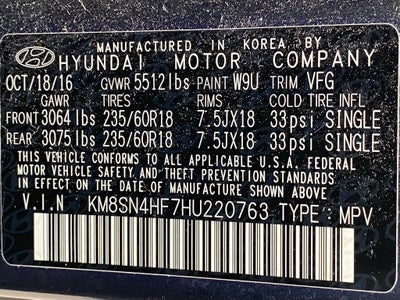 MANUFACTURED IN KOREA BY
HYUNDAI MOTOR COMPANY
OCT/18/16 GVWR 5512lbs PAINT W9U TRIM VFG
GAWR TIRES RIMS COLD TIRE INFL
FRONT 3064lbs 235/60R18 7.5JX18 33psi SINGLE
REAR 3075lbs 235/60R18 7.5JX18 33psi SINGLE
THIS VEHICLE CONFORMS TO ALL APPLICABLE U.S.A. FEDERAL
MOTOR VEHICLE SAFETY AND THEFT PREVENTION STANDARDS
IN EFFECT ON THE DATE OF MANUFACTURE SHOWN ABOVE.
V.I.N KM8SN4HF7HU220763 TYPE: MPV